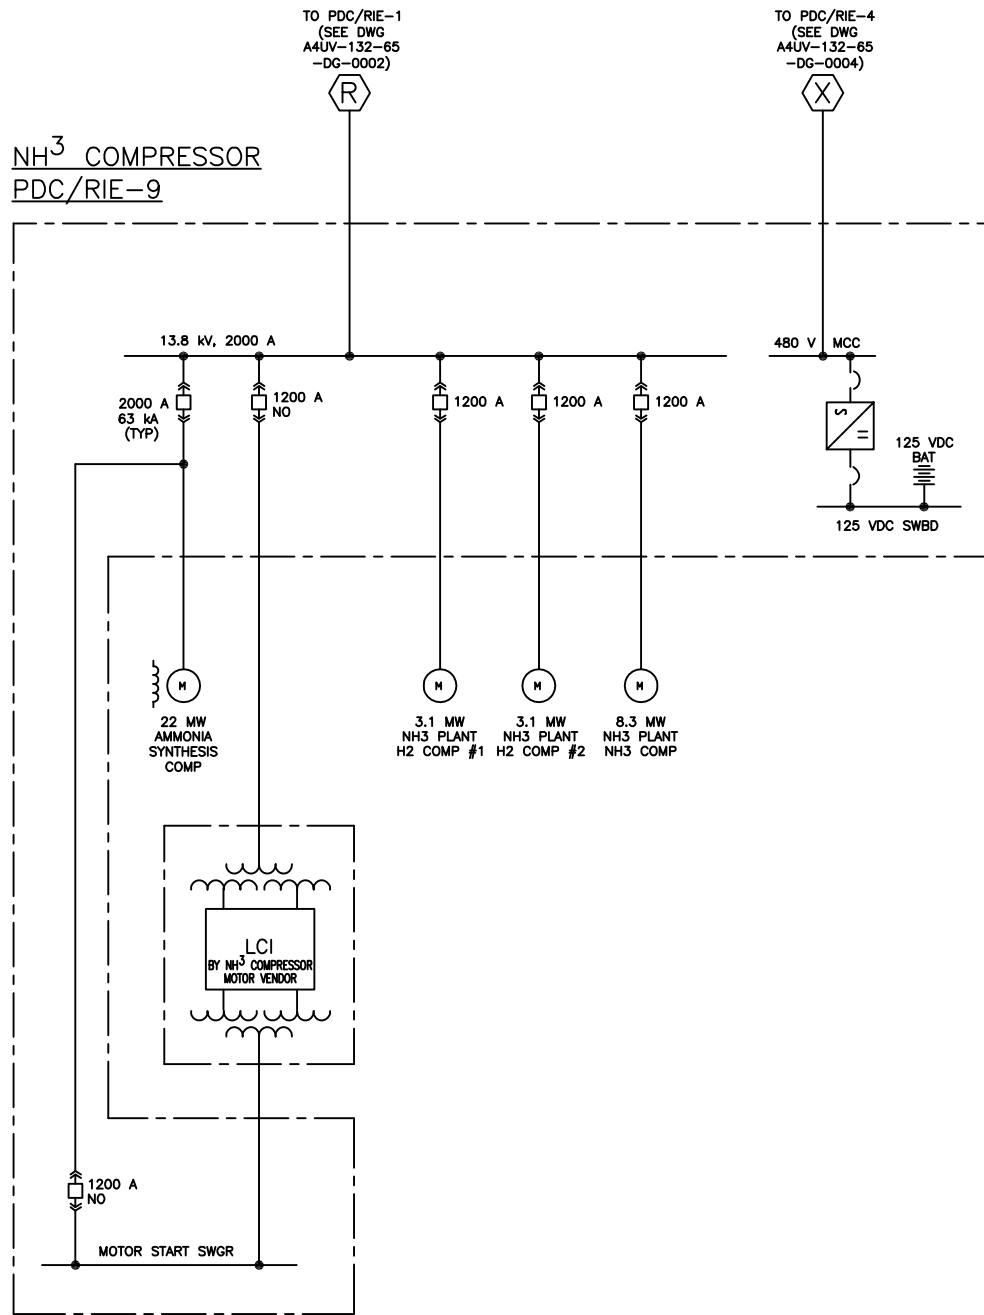 TO PDC/RIE-1
(SEE DWG
A4UV-132-65
-DG-0002)
R
TO PDC/RIE-4
(SEE DWG
A4UV-132-65
-DG-0004)
X
NH³ COMPRESSOR
PDC/RIE-9
13.8 kV, 2000 A
480 V MCC
2000 A
63 kA
(TYP)
1200 A
NO
1200 A
1200 A
1200 A
125 VDC
BAT
125 VDC SWBD
M
22 MW
AMMONIA
SYNTHESIS
COMP
M
3.1 MW
NH3 PLANT
H2 COMP #1
M
3.1 MW
NH3 PLANT
H2 COMP #2
M
8.3 MW
NH3 PLANT
NH3 COMP
LCI
BY NH³ COMPRESSOR
MOTOR VENDOR
1200 A
NO
MOTOR START SWGR